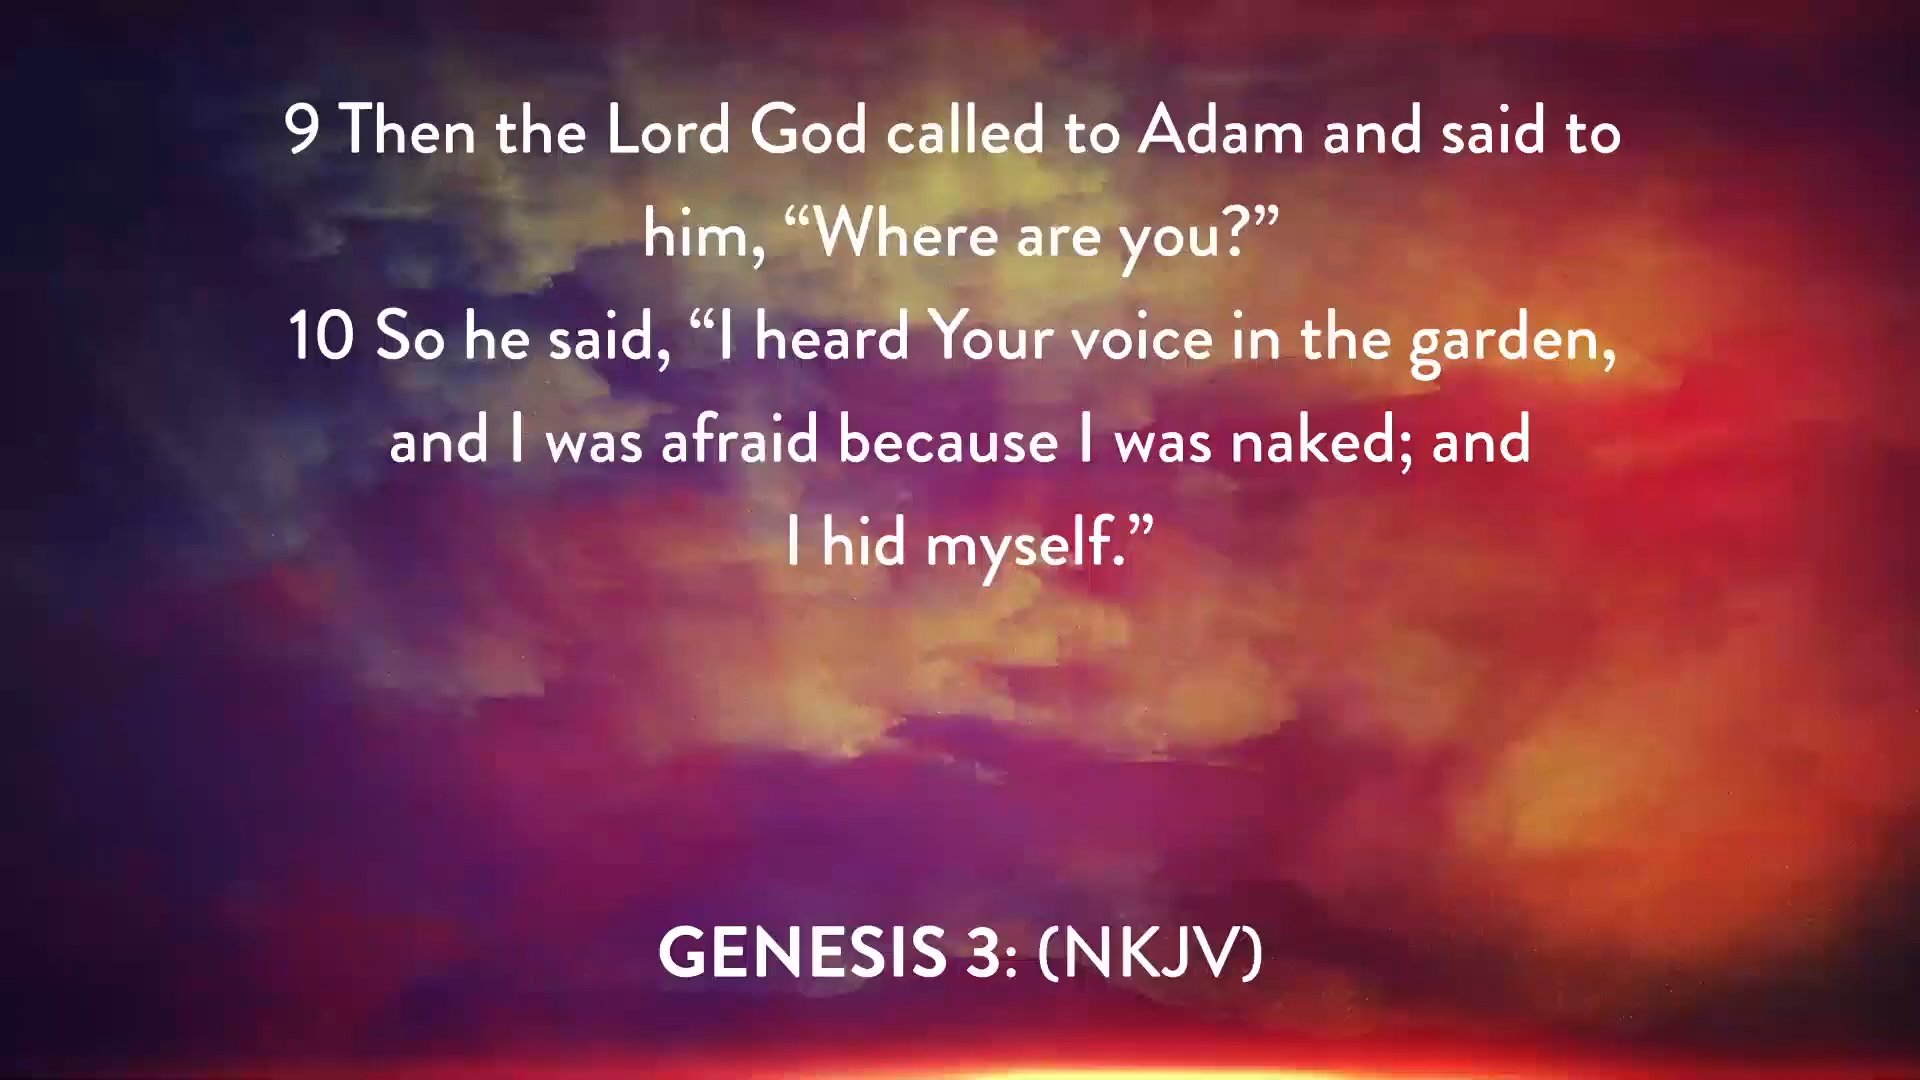 9 Then the Lord God called to Adam and said to
him, “Where are you?”
10 So he said, “I heard Your voice in the garden,
and I was afraid because I was naked; and
I hid myself.”
GENESIS 3: (NKJV)